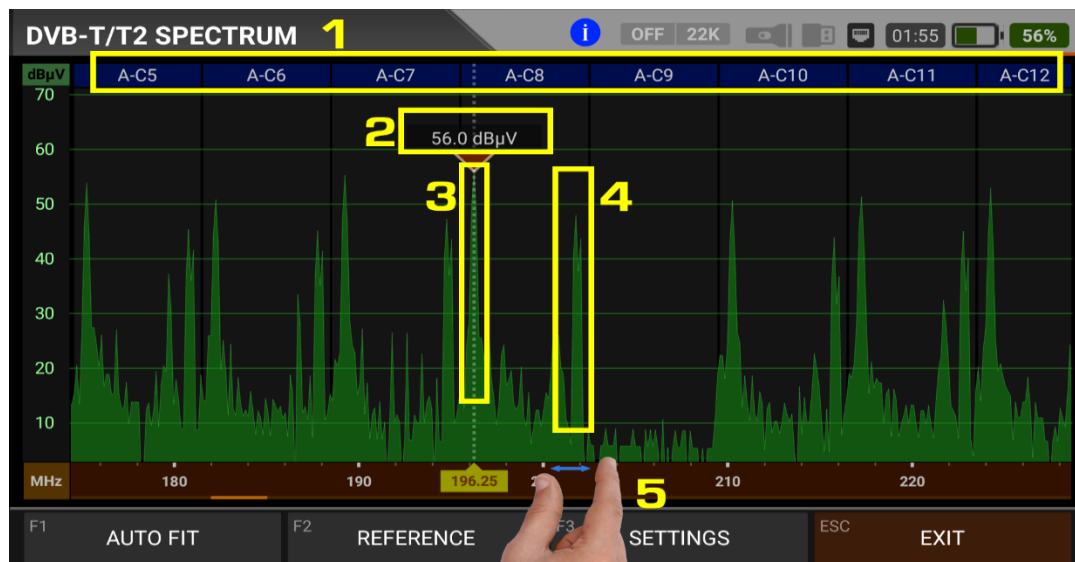 DVB-T/T2 SPECTRUM 1 i OFF 22K 01:55 56%
dBµV A-C5 A-C6 A-C7 A-C8 A-C9 A-C10 A-C11 A-C12
70
2 56.0 dBµV
60
3 4
50
40
30
20
10
MHz 180 190 196.25 210 220
5
F1 AUTO FIT F2 REFERENCE F3 SETTINGS ESC EXIT